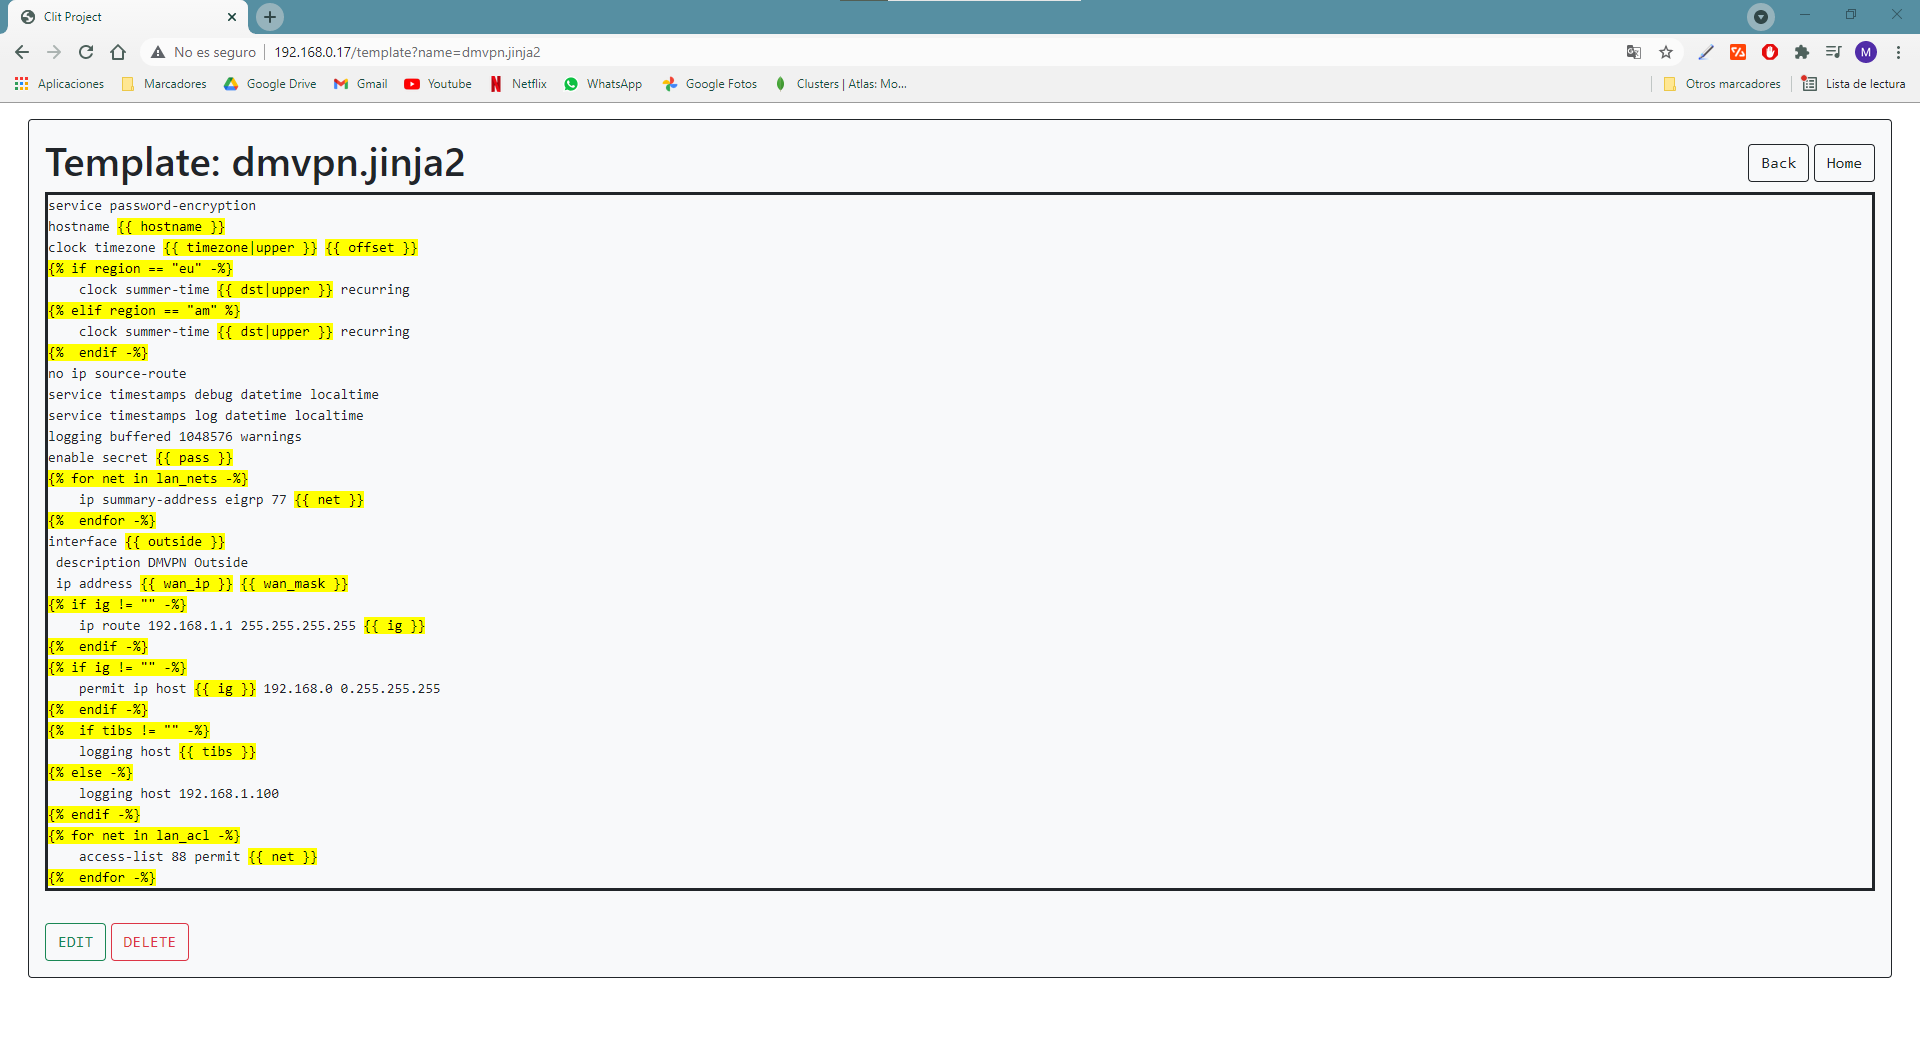 Clit Project
No es seguro 192.168.0.17/template?name=dmvpn.jinja2
M
Aplicaciones Marcadores Google Drive Gmail Youtube Netflix WhatsApp Google Fotos Clusters | Atlas: Mo... Otros marcadores Lista de lectura
Template: dmvpn.jinja2
Back Home
service password-encryption
hostname {{ hostname }}
clock timezone {{ timezone|upper }} {{ offset }}
{% if region == "eu" -%}
    clock summer-time {{ dst|upper }} recurring
{% elif region == "am" %}
    clock summer-time {{ dst|upper }} recurring
{%  endif -%}
no ip source-route
service timestamps debug datetime localtime
service timestamps log datetime localtime
logging buffered 1048576 warnings
enable secret {{ pass }}
{% for net in lan_nets -%}
    ip summary-address eigrp 77 {{ net }}
{%  endfor -%}
interface {{ outside }}
 description DMVPN Outside
 ip address {{ wan_ip }} {{ wan_mask }}
{% if ig != "" -%}
    ip route 192.168.1.1 255.255.255.255 {{ ig }}
{%  endif -%}
{% if ig != "" -%}
    permit ip host {{ ig }} 192.168.0 0.255.255.255
{%  endif -%}
{%  if tibs != "" -%}
    logging host {{ tibs }}
{% else -%}
    logging host 192.168.1.100
{% endif -%}
{% for net in lan_acl -%}
    access-list 88 permit {{ net }}
{%  endfor -%}
EDIT DELETE